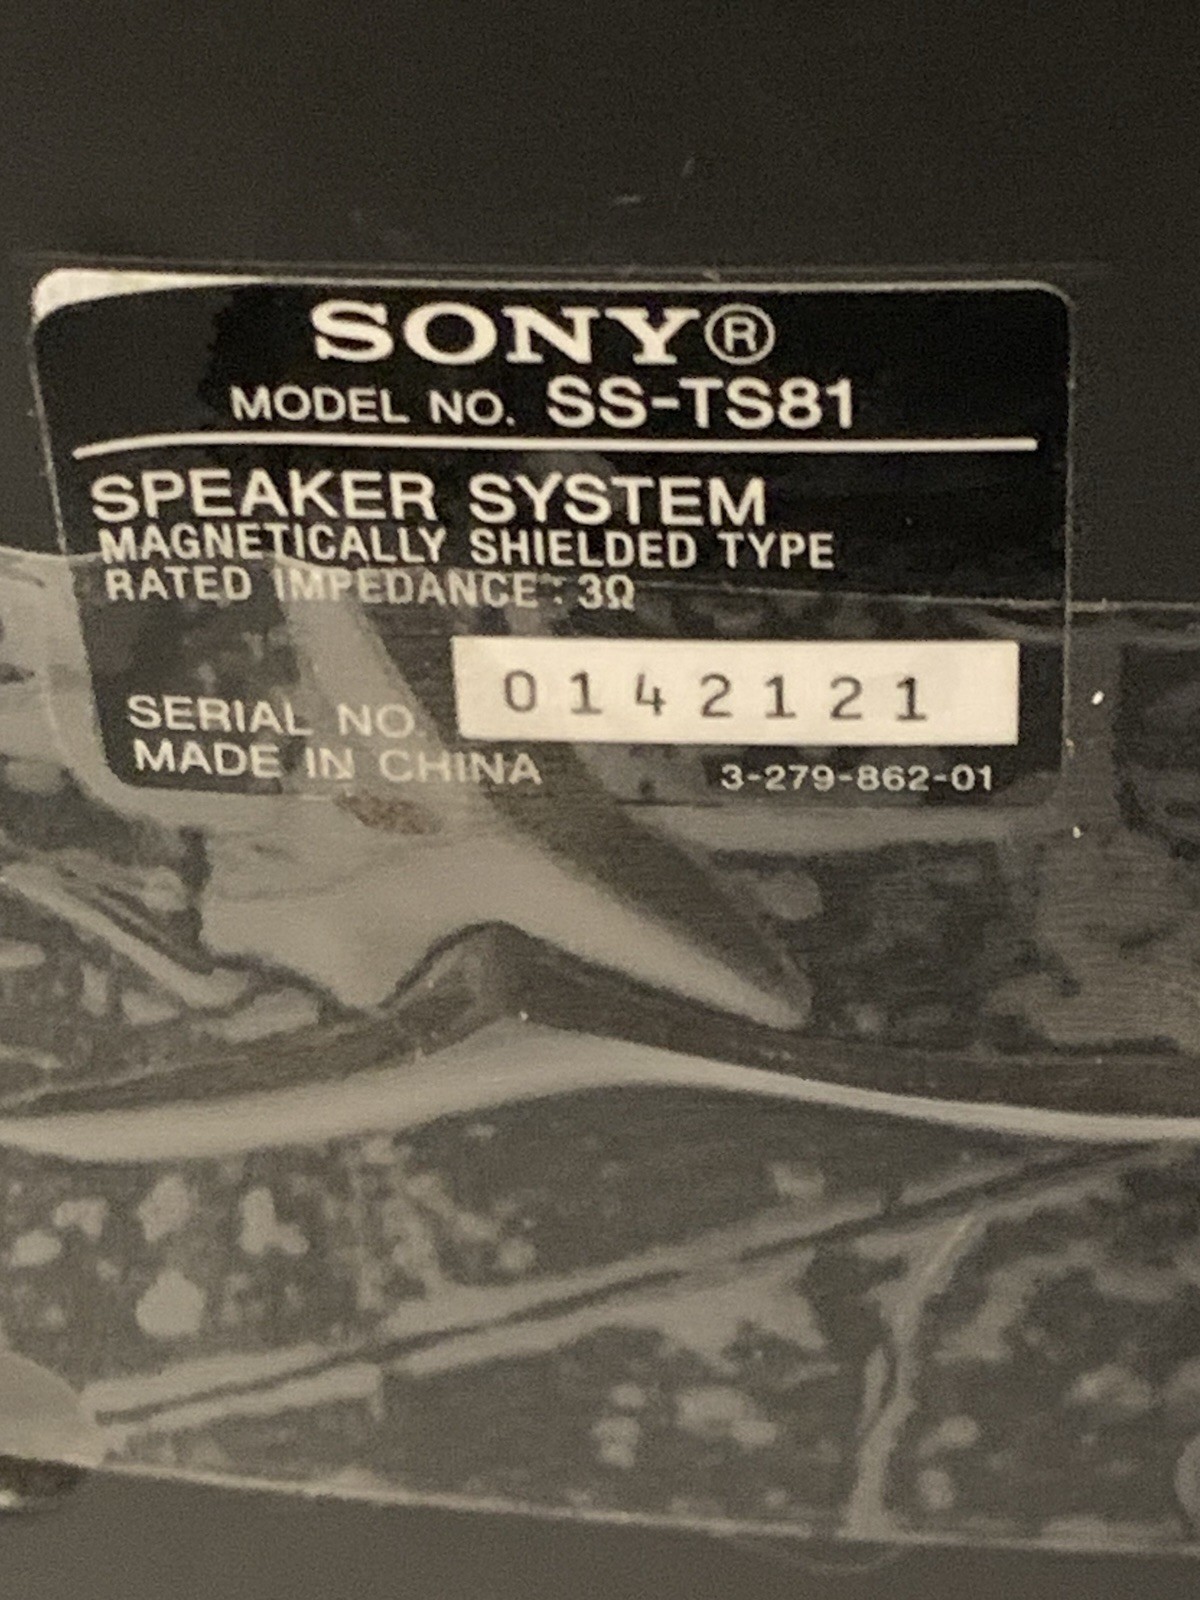 SONY®
MODEL NO. SS-TS81
SPEAKER SYSTEM
MAGNETICALLY SHIELDED TYPE
RATED IMPEDANCE : 3Ω
SERIAL NO. 0142121
MADE IN CHINA 3-279-862-01